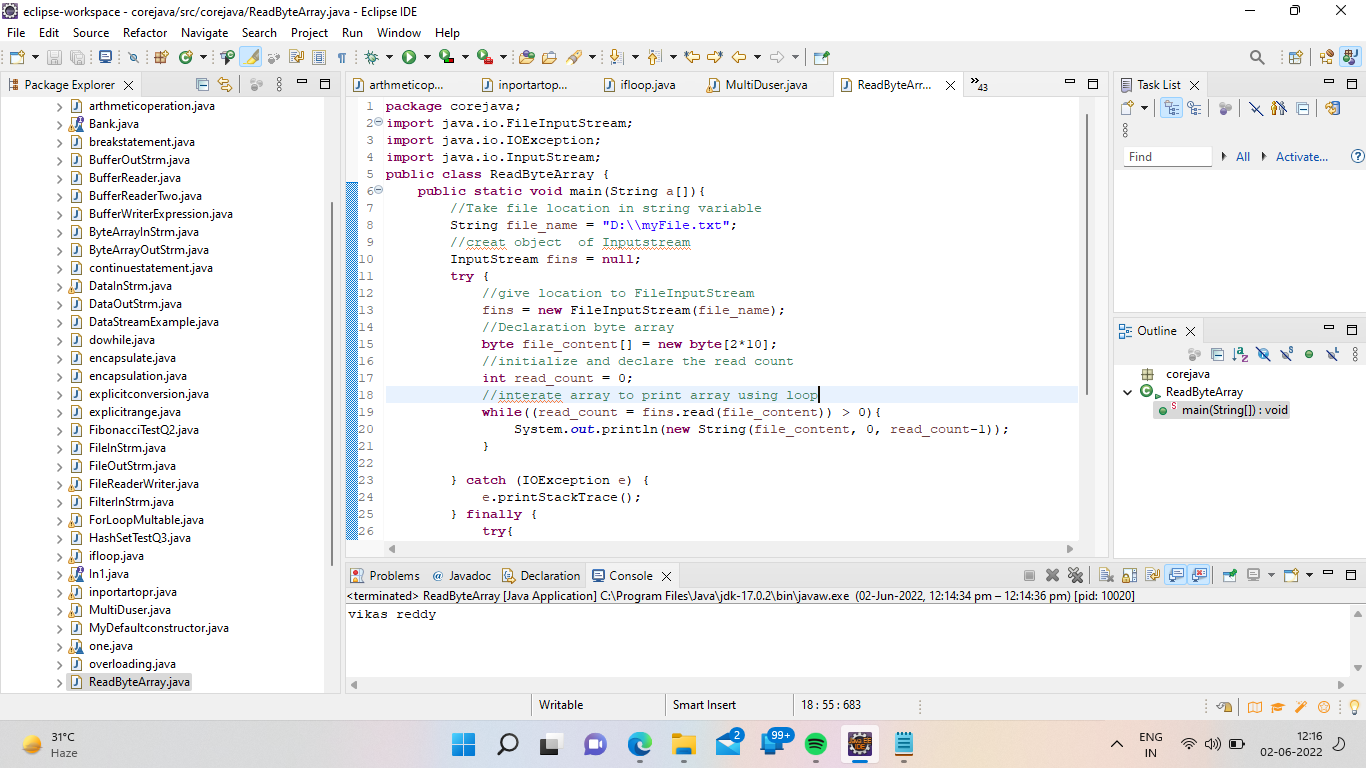 eclipse-workspace - corejava/src/corejava/ReadByteArray.java - Eclipse IDE
File Edit Source Refactor Navigate Search Project Run Window Help
Package Explorer
arthmeticoperation.java
Bank.java
breakstatement.java
BufferOutStrm.java
BufferReader.java
BufferReaderTwo.java
BufferWriterExpression.java
ByteArrayInStrm.java
ByteArrayOutStrm.java
continuestatement.java
DataInStrm.java
DataOutStrm.java
DataStreamExample.java
dowhile.java
encapsulate.java
encapsulation.java
explicitconversion.java
explicitrange.java
FibonacciTestQ2.java
FileInStrm.java
FileOutStrm.java
FileReaderWriter.java
FilterInStrm.java
ForLoopMultable.java
HashSetTestQ3.java
ifloop.java
In1.java
inportartopr.java
MultiDuser.java
MyDefaultconstructor.java
one.java
overloading.java
ReadByteArray.java
arthmeticop... inportartop... ifloop.java MultiDuser.java ReadByteArr... 43
1 package corejava;
2 import java.io.FileInputStream;
3 import java.io.IOException;
4 import java.io.InputStream;
5 public class ReadByteArray {
6 public static void main(String a[]){
7 //Take file location in string variable
8 String file_name = "D:\\myFile.txt";
9 //creat object  of Inputstream
10 InputStream fins = null;
11 try {
12 //give location to FileInputStream
13 fins = new FileInputStream(file_name);
14 //Declaration byte array
15 byte file_content[] = new byte[2*10];
16 //initialize and declare the read count
17 int read_count = 0;
18 //interate array to print array using loop
19 while((read_count = fins.read(file_content)) > 0){
20 System.out.println(new String(file_content, 0, read_count-1));
21 }
22
23 } catch (IOException e) {
24 e.printStackTrace();
25 } finally {
26 try{
Problems @ Javadoc Declaration Console
<terminated> ReadByteArray [Java Application] C:\Program Files\Java\jdk-17.0.2\bin\javaw.exe (02-Jun-2022, 12:14:34 pm – 12:14:36 pm) [pid: 10020]
vikas reddy
Task List
Find All Activate...
Outline
corejava
ReadByteArray
main(String[]) : void
Writable Smart Insert 18 : 55 : 683
31°C
Haze
2
99+
ENG
IN
12:16
02-06-2022